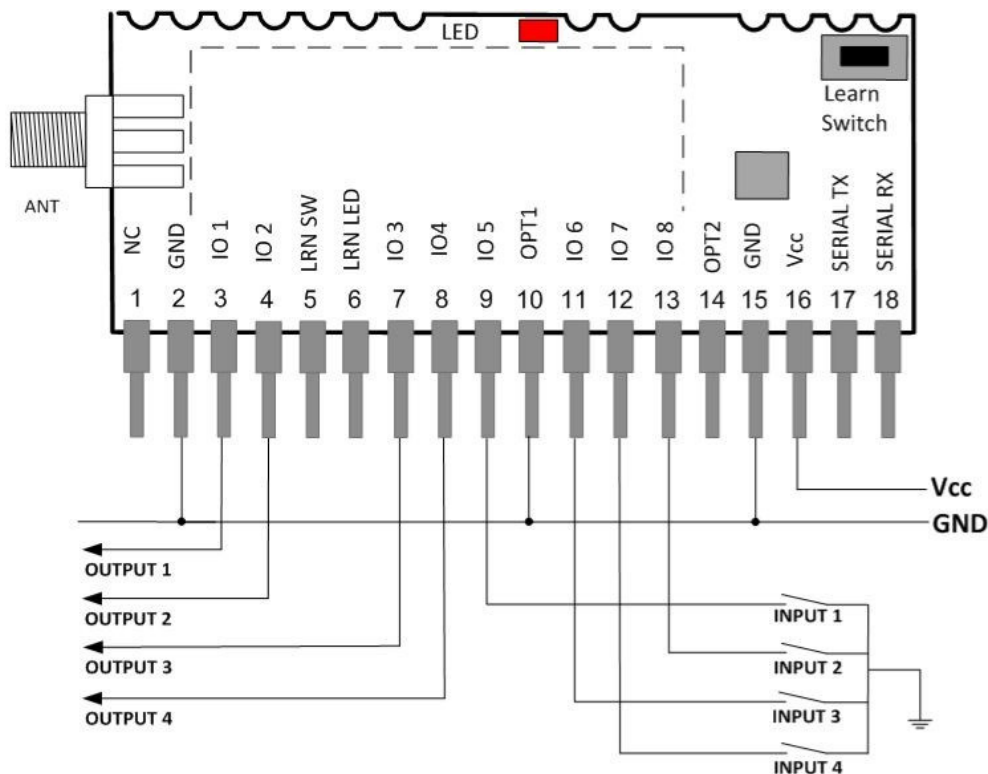 LED
Learn
Switch
ANT
NC
GND
IO 1
IO 2
LRN SW
LRN LED
IO 3
IO4
IO 5
OPT1
IO 6
IO 7
IO 8
OPT2
GND
Vcc
SERIAL TX
SERIAL RX
1 2 3 4 5 6 7 8 9 10 11 12 13 14 15 16 17 18
Vcc
GND
OUTPUT 1
OUTPUT 2
OUTPUT 3
OUTPUT 4
INPUT 1
INPUT 2
INPUT 3
INPUT 4